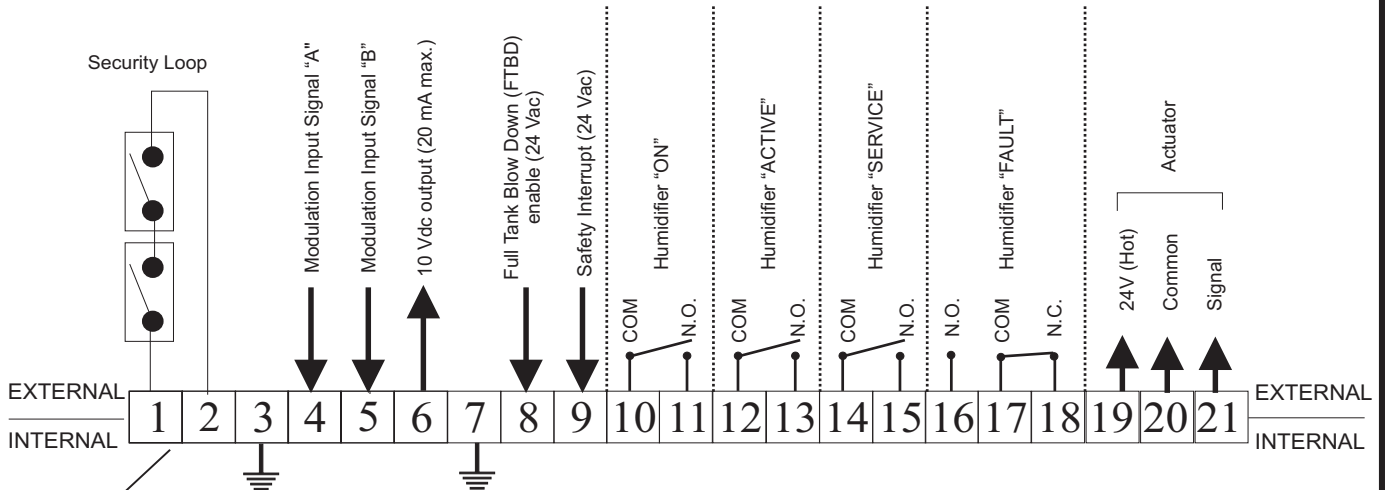 Security Loop
Modulation Input Signal “A"
Modulation Input Signal “B”
10 Vdc output (20 mA max.)
Full Tank Blow Down (FTBD)
enable (24 Vac)
Safety Interrupt (24 Vac)
Humidifier “ON”
Humidifier “ACTIVE”
Humidifier “SERVICE”
Humidifier “FAULT”
Actuator
COM
N.O.
COM
N.O.
COM
N.O.
N.O.
COM
N.C.
24V (Hot)
Common
Signal
EXTERNAL
INTERNAL
1 2 3 4 5 6 7 8 9 10 11 12 13 14 15 16 17 18 19 20 21
EXTERNAL
INTERNAL